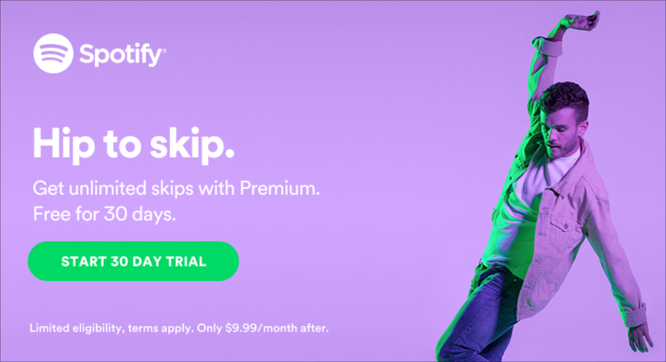 Spotify®
Hip to skip.
Get unlimited skips with Premium.
Free for 30 days.
START 30 DAY TRIAL
Limited eligibility, terms apply. Only $9.99/month after.